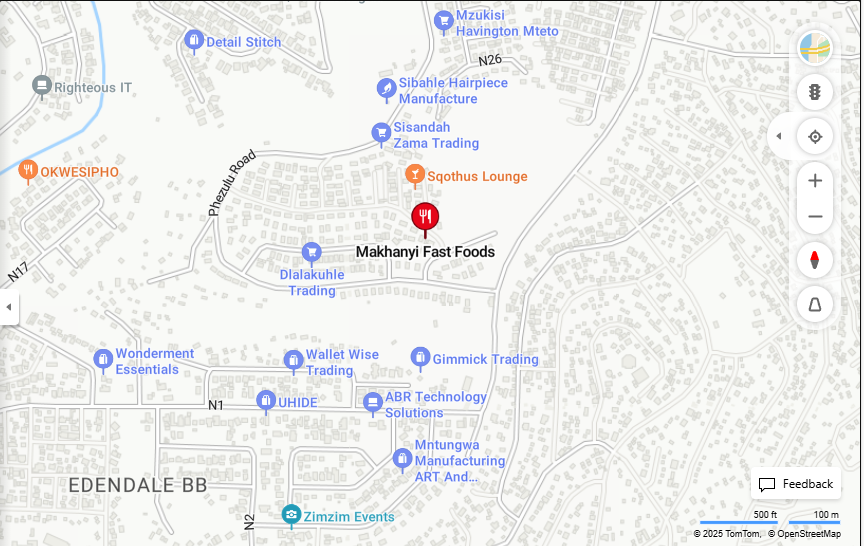 Mzukisi
Havington Mteto
Detail Stitch
N26
Righteous IT
Sibahle Hairpiece
Manufacture
Sisandah
Zama Trading
OKWESIPHO
Phezulu Road
Sqothus Lounge
Makhanyi Fast Foods
N17
Dlalakuhle
Trading
Wonderment
Essentials
Wallet Wise
Trading
Gimmick Trading
N1
UHIDE
ABR Technology
Solutions
Mntungwa
Manufacturing
ART And...
EDENDALE BB
Feedback
N2
Zimzim Events
500 ft
100 m
© 2025 TomTom, © OpenStreetMap